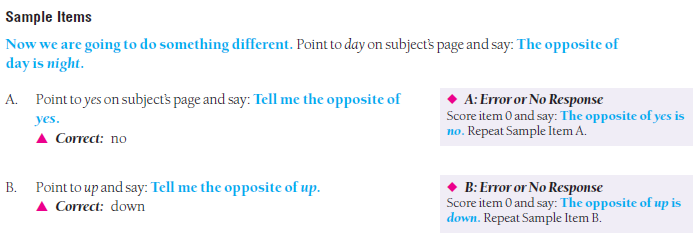 Sample Items
Now we are going to do something different. Point to day on subject's page and say: The opposite of
day is night.
A. Point to yes on subject's page and say: Tell me the opposite of
yes.
▲ Correct: no
◆ A: Error or No Response
Score item 0 and say: The opposite of yes is
no. Repeat Sample Item A.
B. Point to up and say: Tell me the opposite of up.
▲ Correct: down
◆ B: Error or No Response
Score item 0 and say: The opposite of up is
down. Repeat Sample Item B.